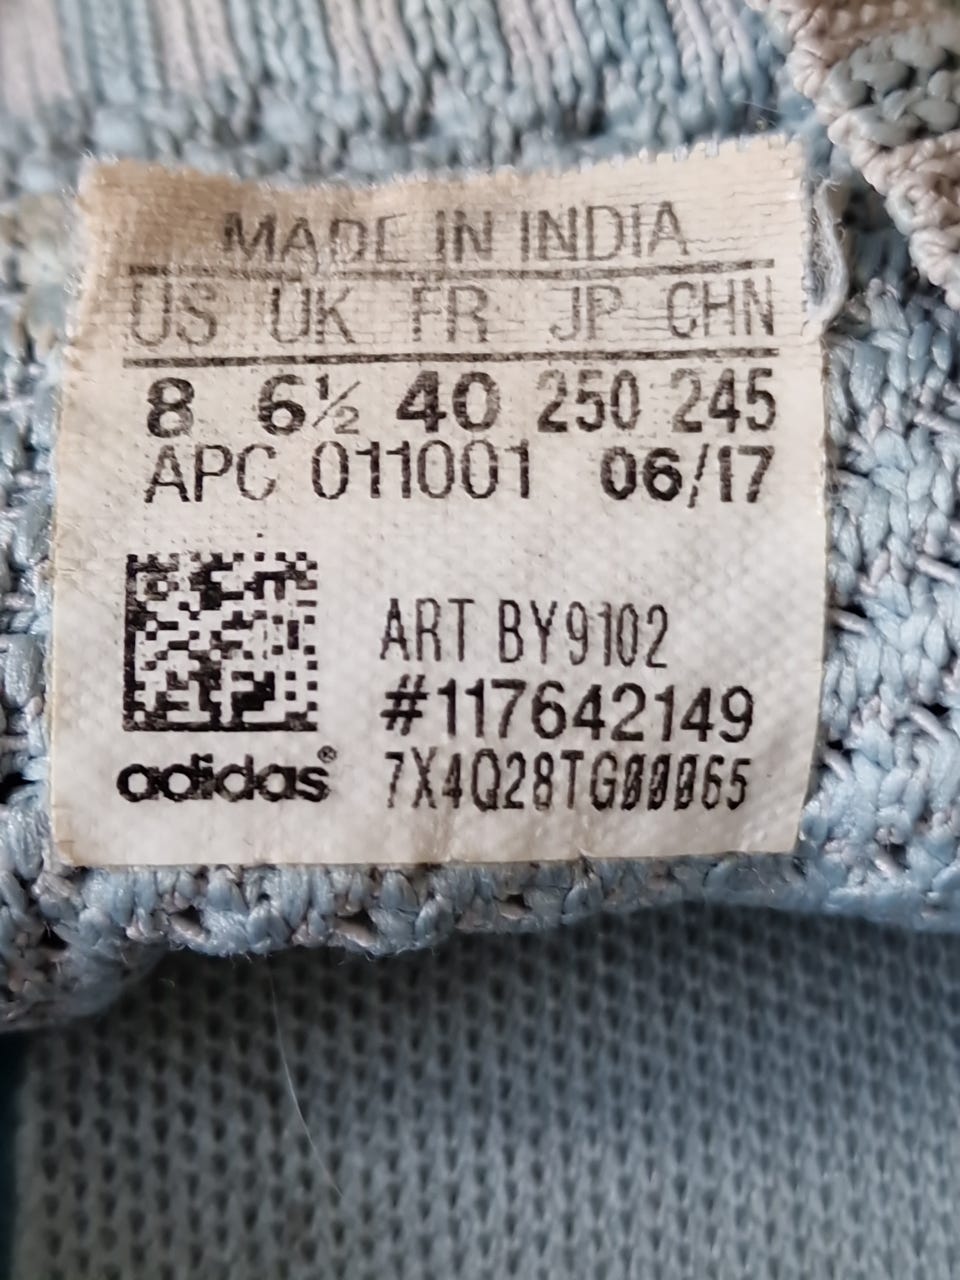 MADE IN INDIA
US UK FR JP CHN
8 6½ 40 250 245
APC 011001 06/17
ART BY9102
#117642149
adidas® 7X4Q28TG00065